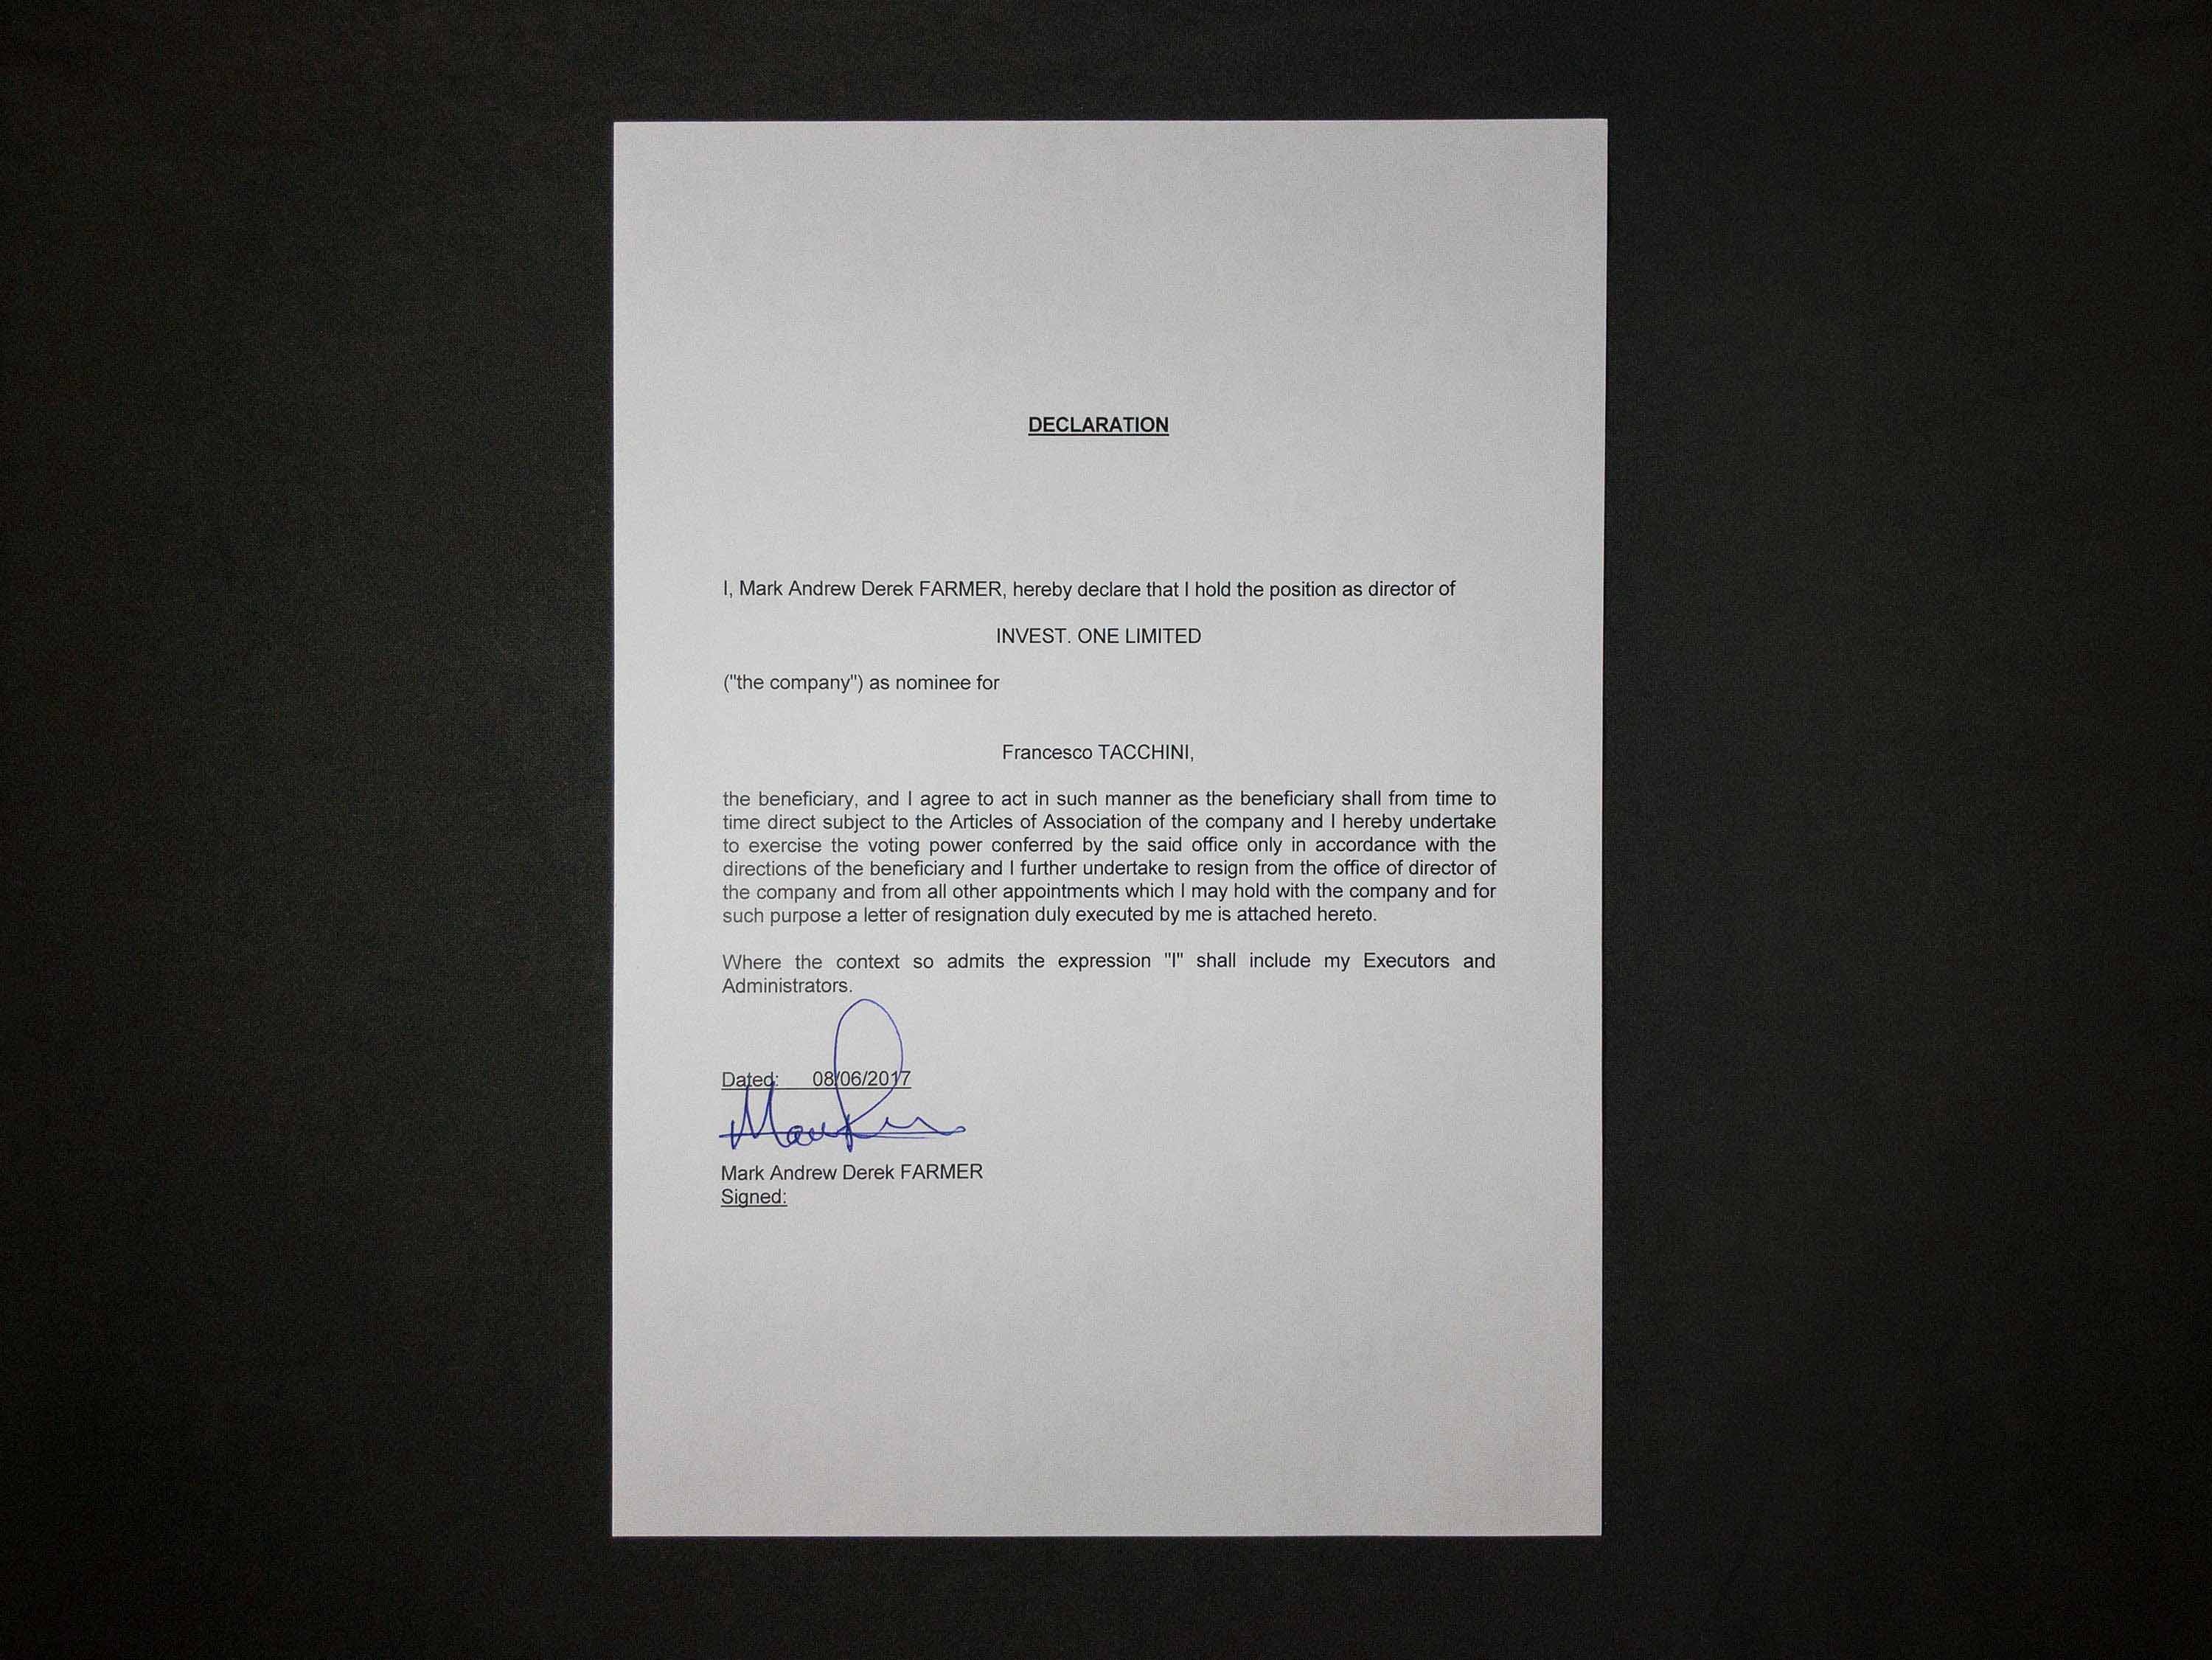 DECLARATION
I, Mark Andrew Derek FARMER, hereby declare that I hold the position as director of
INVEST. ONE LIMITED
("the company") as nominee for
Francesco TACCHINI,
the beneficiary, and I agree to act in such manner as the beneficiary shall from time to
time direct subject to the Articles of Association of the company and I hereby undertake
to exercise the voting power conferred by the said office only in accordance with the
directions of the beneficiary and I further undertake to resign from the office of director of
the company and from all other appointments which I may hold with the company and for
such purpose a letter of resignation duly executed by me is attached hereto.
Where the context so admits the expression "I" shall include my Executors and
Administrators.
Dated: 08/06/2017
Mark Andrew Derek FARMER
Signed: